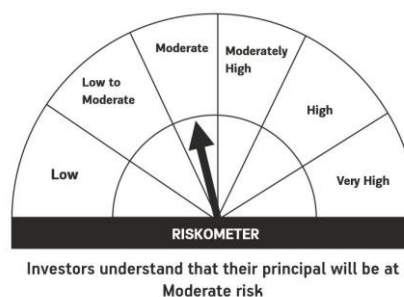 Moderate
Moderately
High
Low to
Moderate
High
Low
Very High
RISKOMETER
Investors understand that their principal will be at
Moderate risk